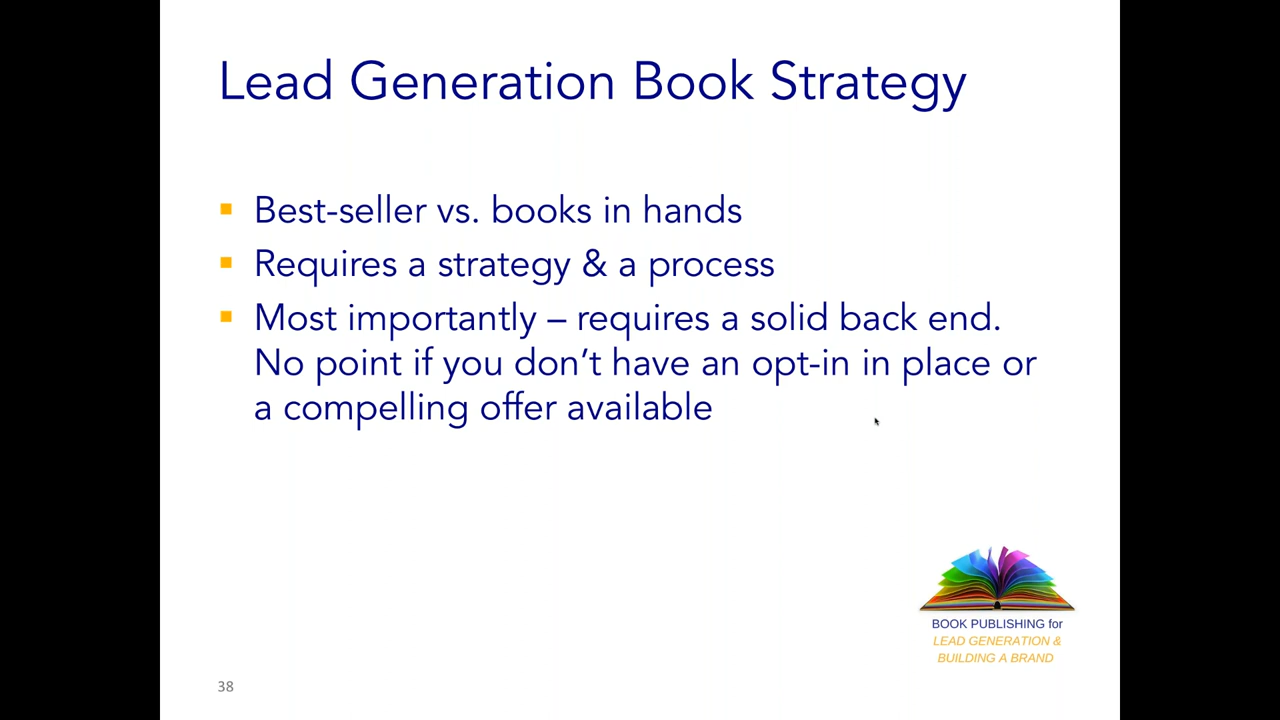 Lead Generation Book Strategy
Best-seller vs. books in hands
Requires a strategy & a process
Most importantly – requires a solid back end.
No point if you don’t have an opt-in in place or
a compelling offer available
BOOK PUBLISHING for
LEAD GENERATION &
BUILDING A BRAND
38